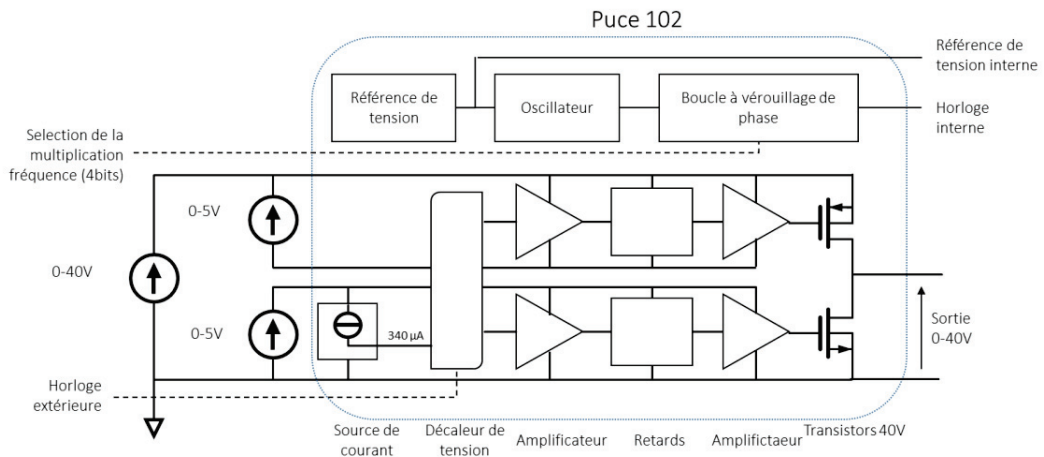 Puce 102
Référence de
tension interne
Référence de
tension
Oscillateur
Boucle à vérouillage de
phase
Horloge
interne
Selection de la
multiplication
fréquence (4bits)
0-5V
0-40V
0-5V
340 µA
Sortie
0-40V
Horloge
extérieure
Source de
courant
Décaleur de
tension
Amplificateur
Retards
Amplifictaeur
Transistors 40V